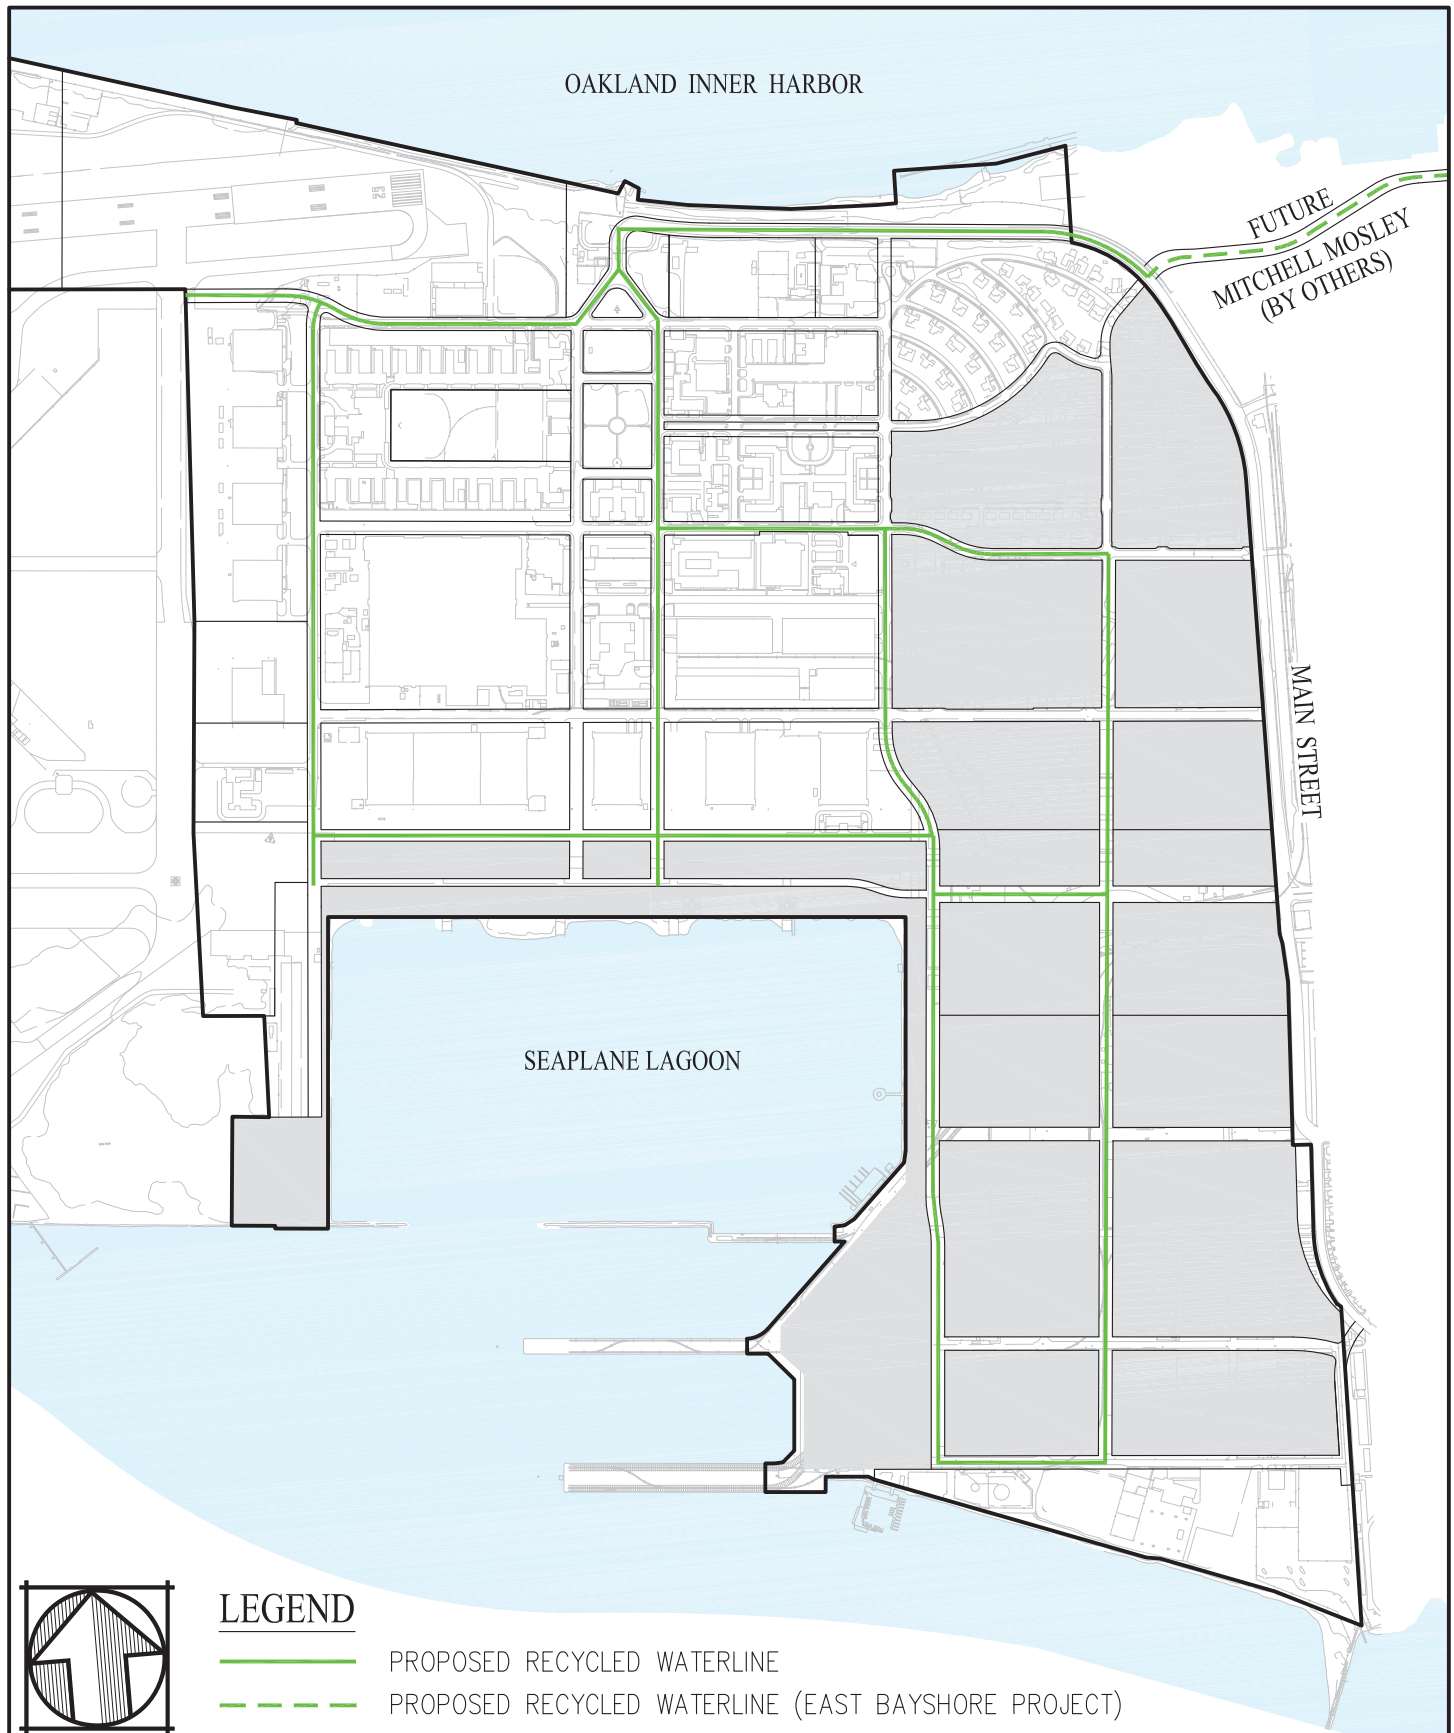 OAKLAND INNER HARBOR
FUTURE
MITCHELL MOSLEY
(BY OTHERS)
MAIN STREET
SEAPLANE LAGOON
LEGEND
PROPOSED RECYCLED WATERLINE
PROPOSED RECYCLED WATERLINE (EAST BAYSHORE PROJECT)